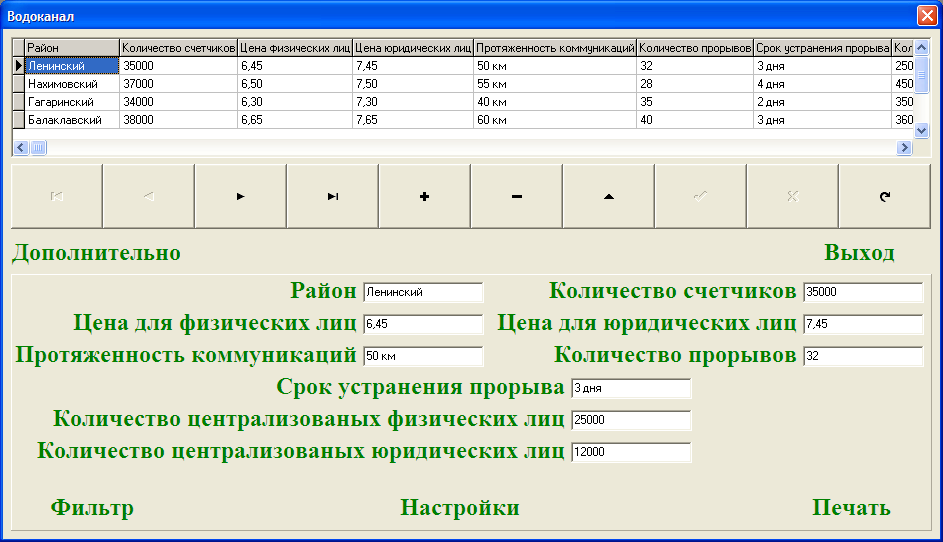 Водоканал
Район Количество счетчиков Цена физических лиц Цена юридических лиц Протяженность коммуникаций Количество прорывов Срок устранения прорыва Кол
Ленинский 35000 6,45 7,45 50 км 32 3 дня 250
Нахимовский 37000 6,50 7,50 55 км 28 4 дня 450
Гагаринский 34000 6,30 7,30 40 км 35 2 дня 350
Балаклавский 38000 6,65 7,65 60 км 40 3 дня 360
Дополнительно Выход
Район Ленинский Количество счетчиков 35000
Цена для физических лиц 6,45 Цена для юридических лиц 7,45
Протяженность коммуникаций 50 км Количество прорывов 32
Срок устранения прорыва 3 дня
Количество централизованых физических лиц 25000
Количество централизованых юридических лиц 12000
Фильтр Настройки Печать